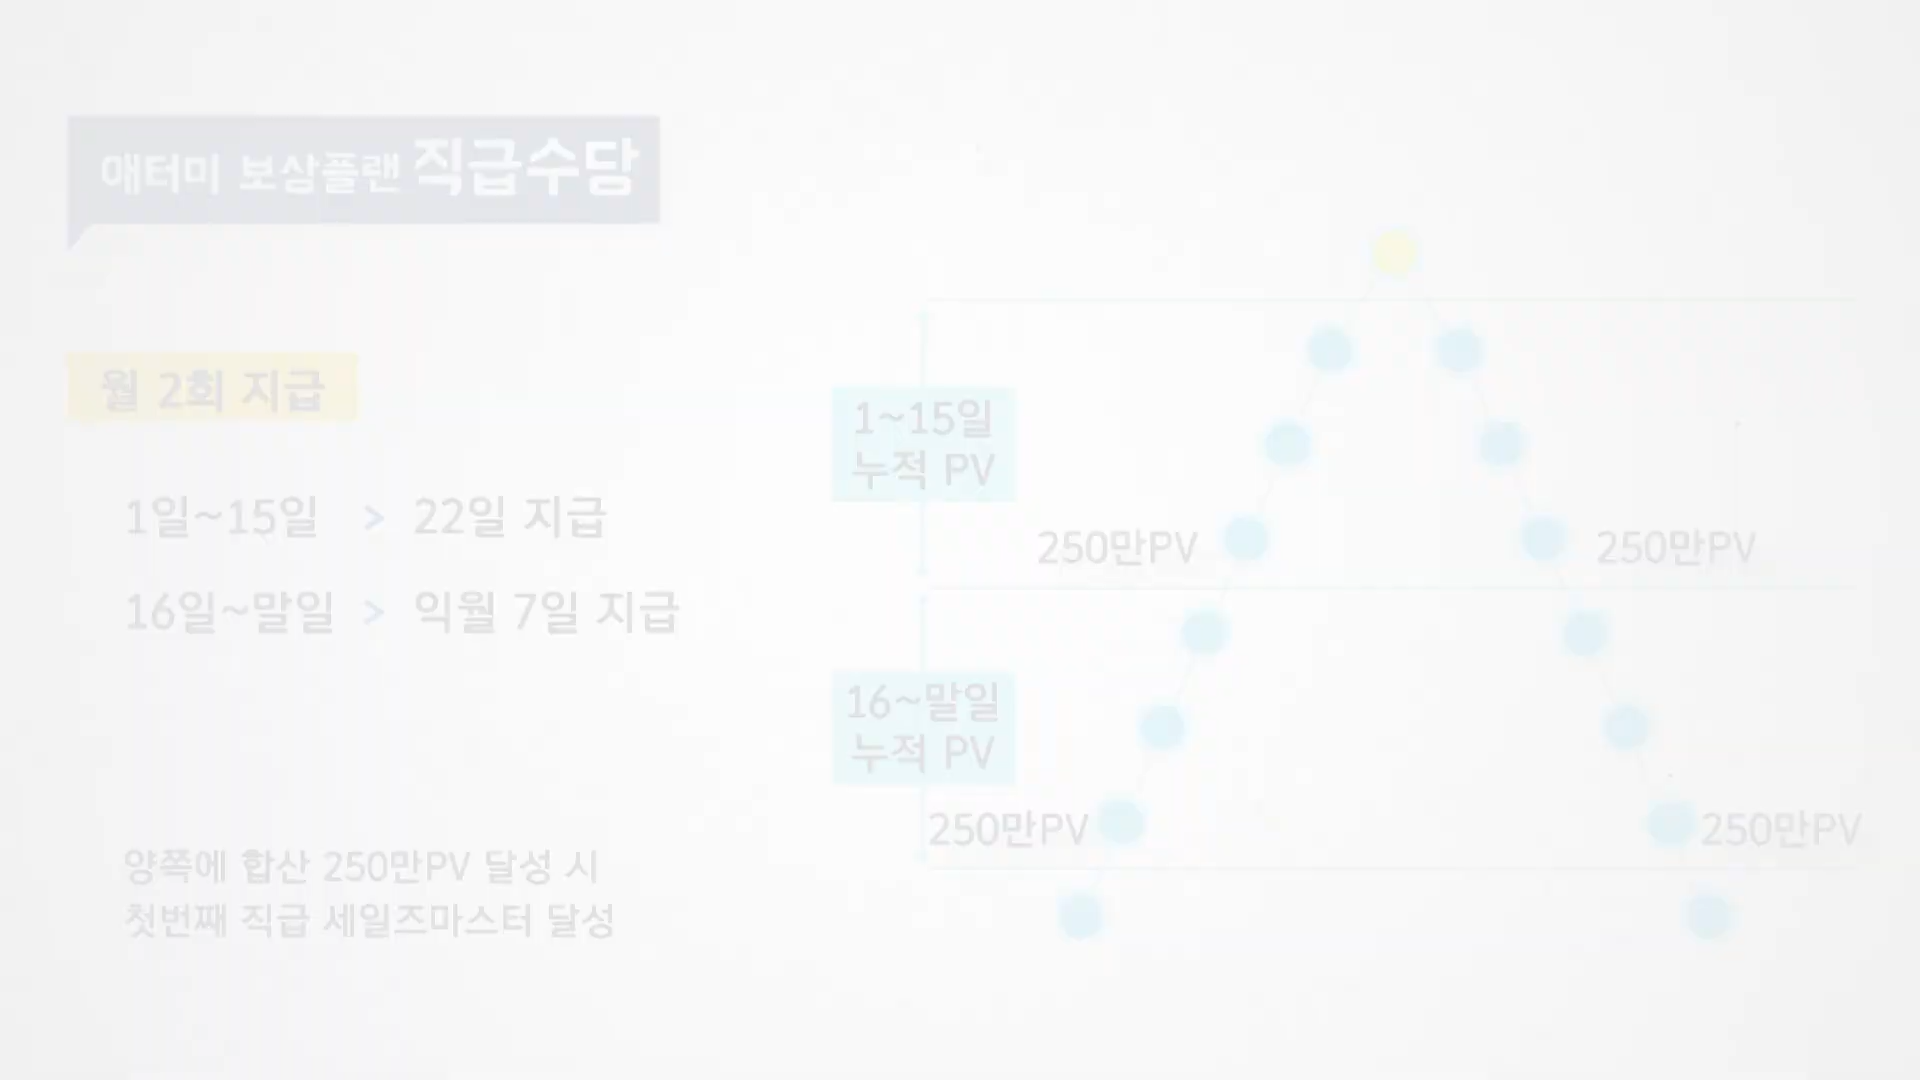 애터미 보상플랜 직급수당
월 2회 지급
1일~15일 > 22일 지급
16일~말일 > 익월 7일 지급
양쪽에 합산 250만PV 달성 시
첫번째 직급 세일즈마스터 달성
1~15일
누적 PV
250만PV
250만PV
16~말일
누적 PV
250만PV
250만PV